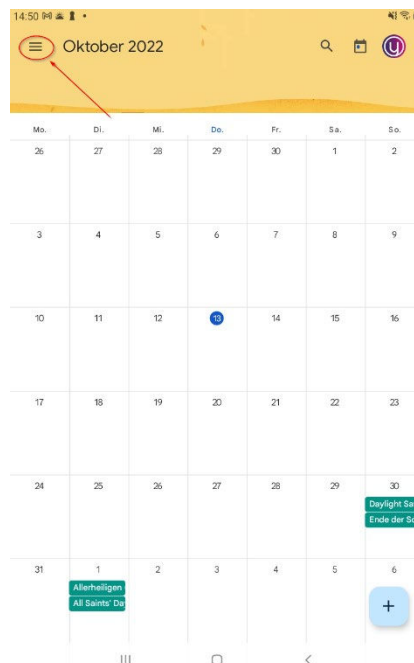 14:50
Oktober 2022
Mo. Di. Mi. Do. Fr. Sa. So.
26 27 28 29 30 1 2
3 4 5 6 7 8 9
10 11 12 13 14 15 16
17 18 19 20 21 22 23
24 25 26 27 28 29 30
Daylight Sa
Ende der So
31 1 2 3 4 5 6
Allerheiligen
All Saints' Da
+